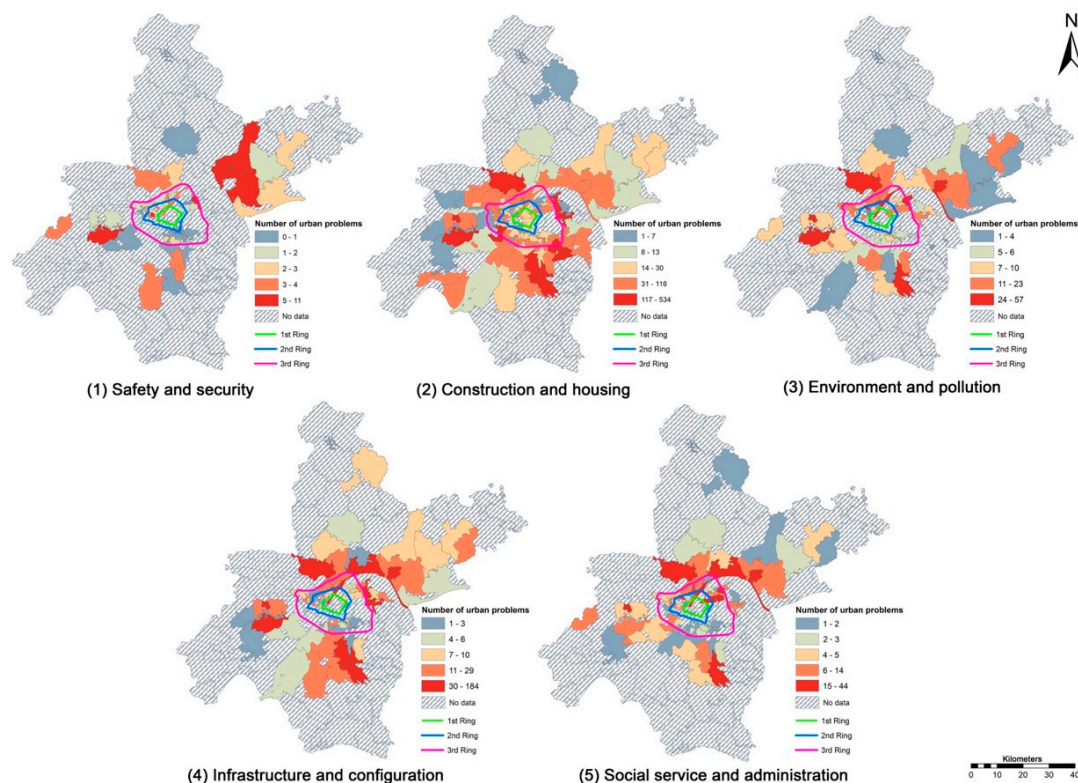 N
Number of urban problems
0 - 1
1 - 2
2 - 3
3 - 4
5 - 11
No data
1st Ring
2nd Ring
3rd Ring
(1) Safety and security
Number of urban problems
1 - 7
8 - 13
14 - 30
31 - 116
117 - 534
No data
1st Ring
2nd Ring
3rd Ring
(2) Construction and housing
Number of urban problems
1 - 4
5 - 6
7 - 10
11 - 23
24 - 57
No data
1st Ring
2nd Ring
3rd Ring
(3) Environment and pollution
Number of urban problems
1 - 3
4 - 6
7 - 10
11 - 29
30 - 184
No data
1st Ring
2nd Ring
3rd Ring
(4) Infrastructure and configuration
Number of urban problems
1 - 2
2 - 3
4 - 5
6 - 14
15 - 44
No data
1st Ring
2nd Ring
3rd Ring
(5) Social service and administration
Kilometers
0 5 10 20 30 40